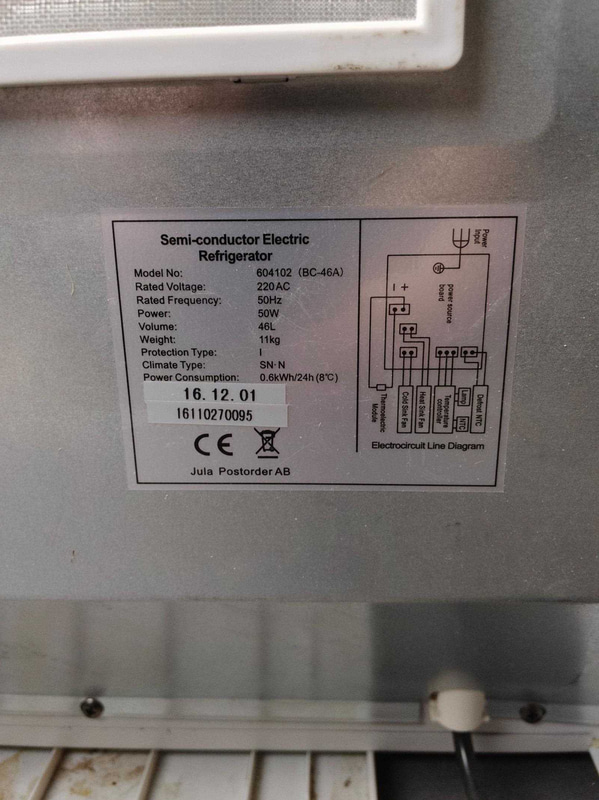 Semi-conductor Electric
Refrigerator
Model No: 604102 (BC-46A)
Rated Voltage: 220AC
Rated Frequency: 50Hz
Power: 50W
Volume: 46L
Weight: 11kg
Protection Type: I
Climate Type: SN·N
Power Consumption: 0.6kWh/24h (8℃)
16. 12. 01
16110270095
CE
Jula Postorder AB
Power
Input
power source
board
- +
Thermoelectric
Module
Cold Sink Fan
Heat Sink Fan
Temperature
controller
Lamp
NTC
Defrost NTC
Electrocircuit Line Diagram